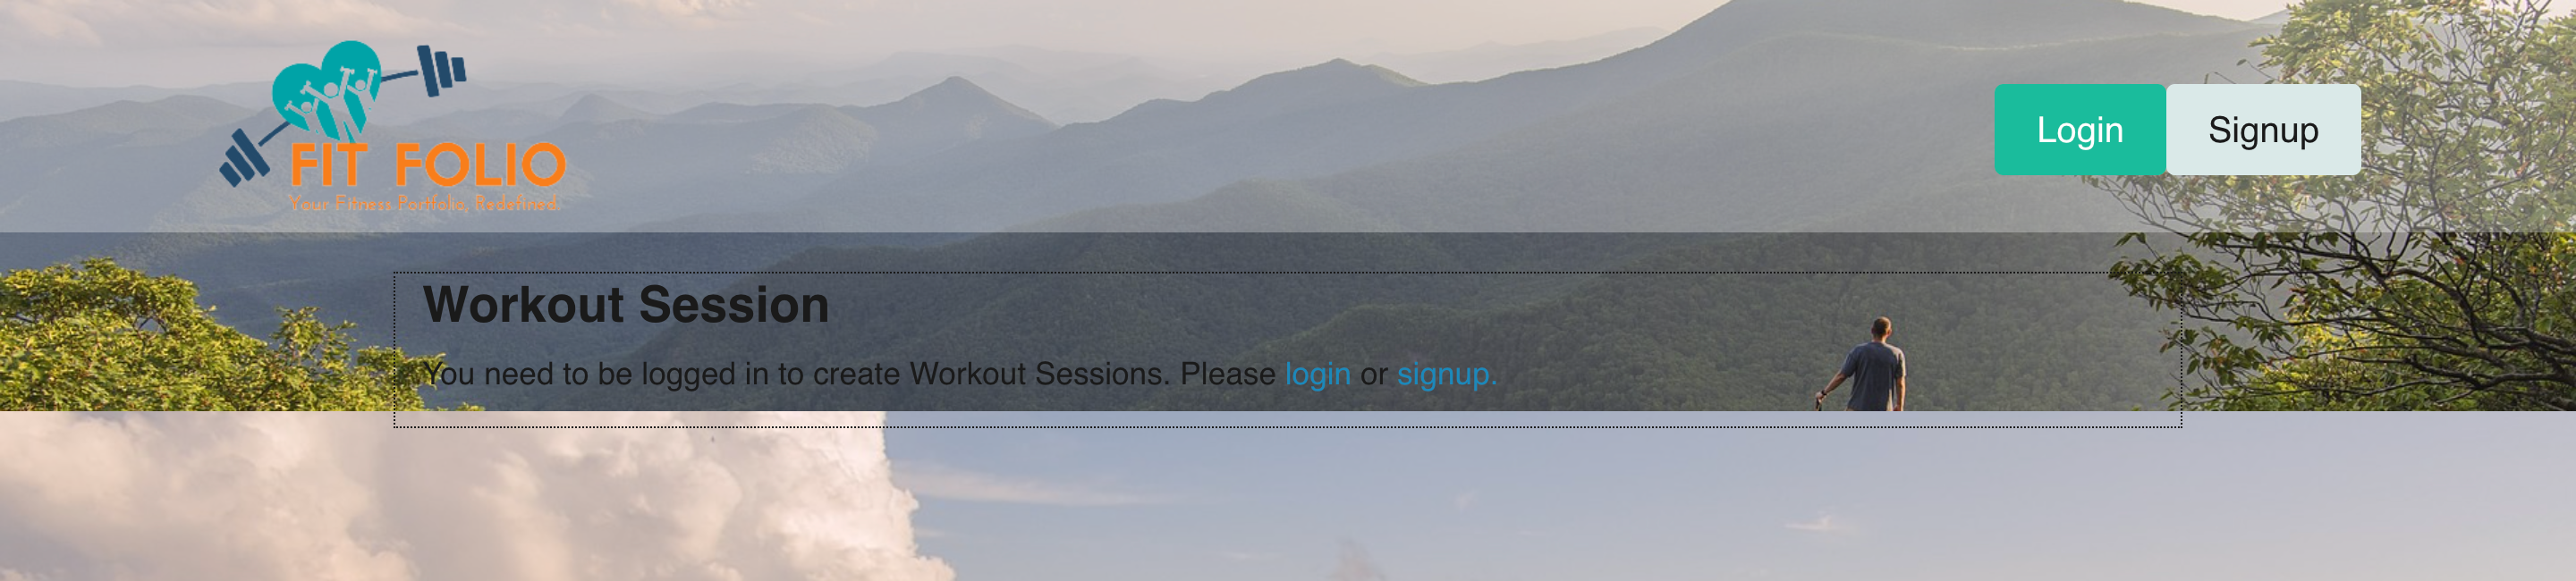 FIT FOLIO
Your Fitness Portfolio, Redefined.
Login
Signup
Workout Session
You need to be logged in to create Workout Sessions. Please login or signup.